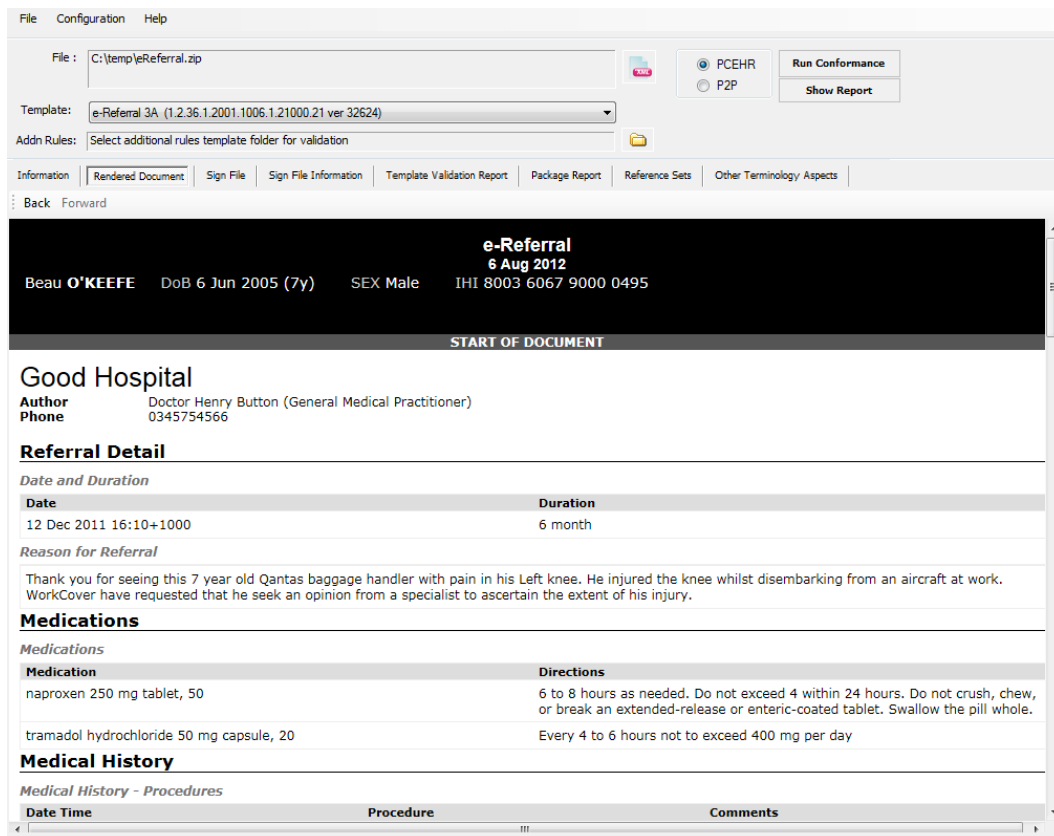 File Configuration Help
File : C:\temp\eReferral.zip
XML
PCEHR
P2P
Run Conformance
Show Report
Template: e-Referral 3A (1.2.36.1.2001.1006.1.21000.21 ver 32624)
Addn Rules: Select additional rules template folder for validation
Information Rendered Document Sign File Sign File Information Template Validation Report Package Report Reference Sets Other Terminology Aspects
Back Forward
e-Referral
6 Aug 2012
Beau O'KEEFE DoB 6 Jun 2005 (7y) SEX Male IHI 8003 6067 9000 0495
START OF DOCUMENT
Good Hospital
Author Doctor Henry Button (General Medical Practitioner)
Phone 0345754566
Referral Detail
Date and Duration
Date Duration
12 Dec 2011 16:10+1000 6 month
Reason for Referral
Thank you for seeing this 7 year old Qantas baggage handler with pain in his Left knee. He injured the knee whilst disembarking from an aircraft at work.
WorkCover have requested that he seek an opinion from a specialist to ascertain the extent of his injury.
Medications
Medications
Medication Directions
naproxen 250 mg tablet, 50 6 to 8 hours as needed. Do not exceed 4 within 24 hours. Do not crush, chew,
or break an extended-release or enteric-coated tablet. Swallow the pill whole.
tramadol hydrochloride 50 mg capsule, 20 Every 4 to 6 hours not to exceed 400 mg per day
Medical History
Medical History - Procedures
Date Time Procedure Comments